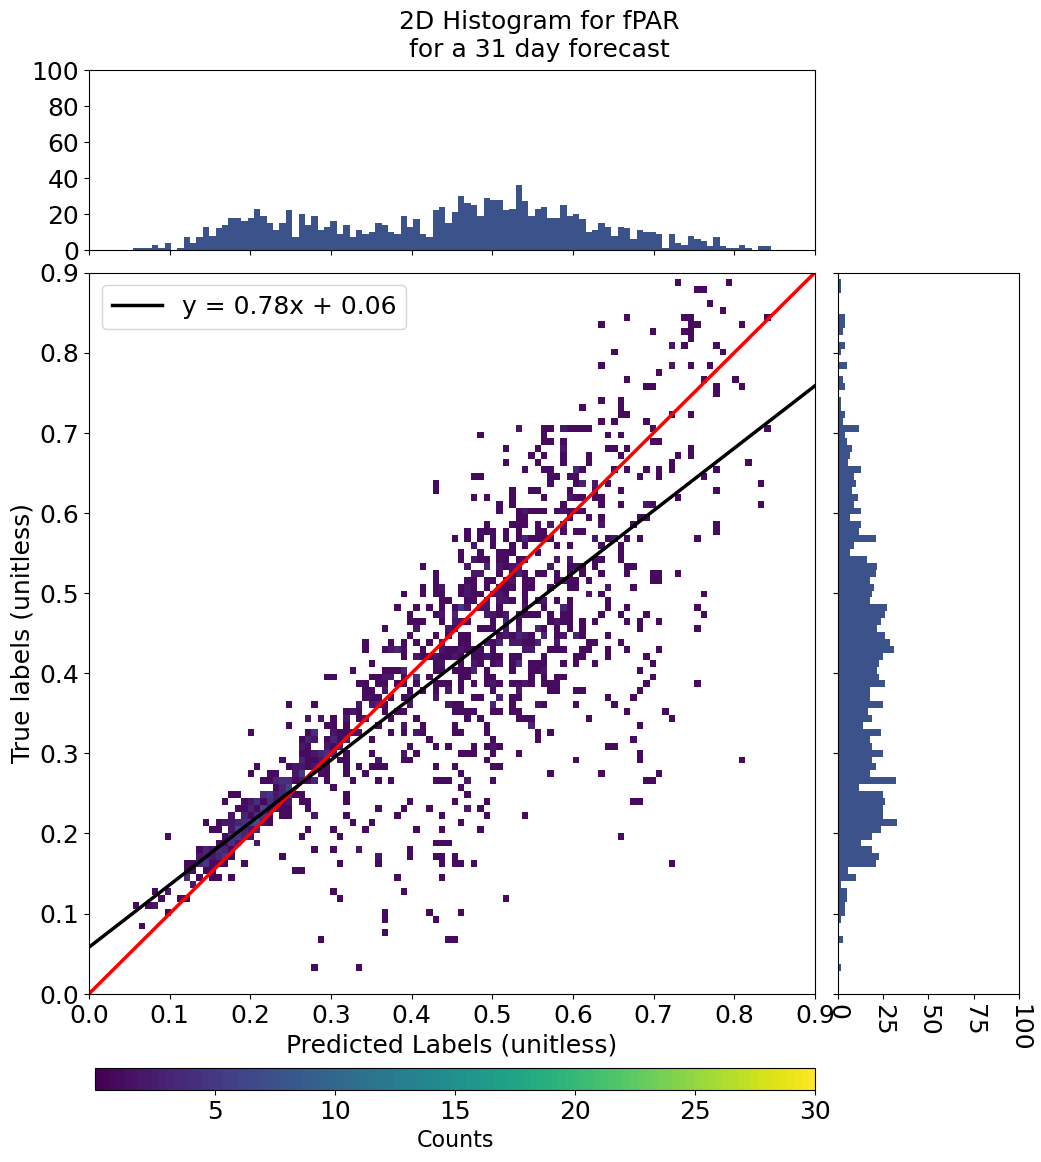 2D Histogram for fPAR
for a 31 day forecast
100
80
60
40
20
0
0.9
0.8
0.7
0.6
0.5
0.4
0.3
0.2
0.1
0.0
True labels (unitless)
y = 0.78x + 0.06
0.0 0.1 0.2 0.3 0.4 0.5 0.6 0.7 0.8 0.9
Predicted Labels (unitless)
0 25 50 75 100
5 10 15 20 25 30
Counts